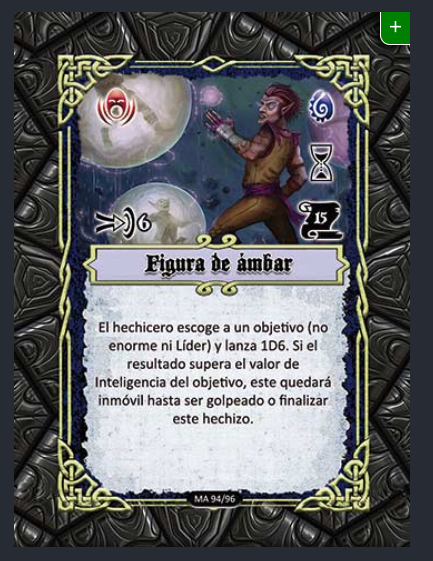 +
6
15
Figura de ámbar
El hechicero escoge a un objetivo (no
enorme ni Líder) y lanza 1D6. Si el
resultado supera el valor de
Inteligencia del objetivo, este quedará
inmóvil hasta ser golpeado o finalizar
este hechizo.
MA 94/96